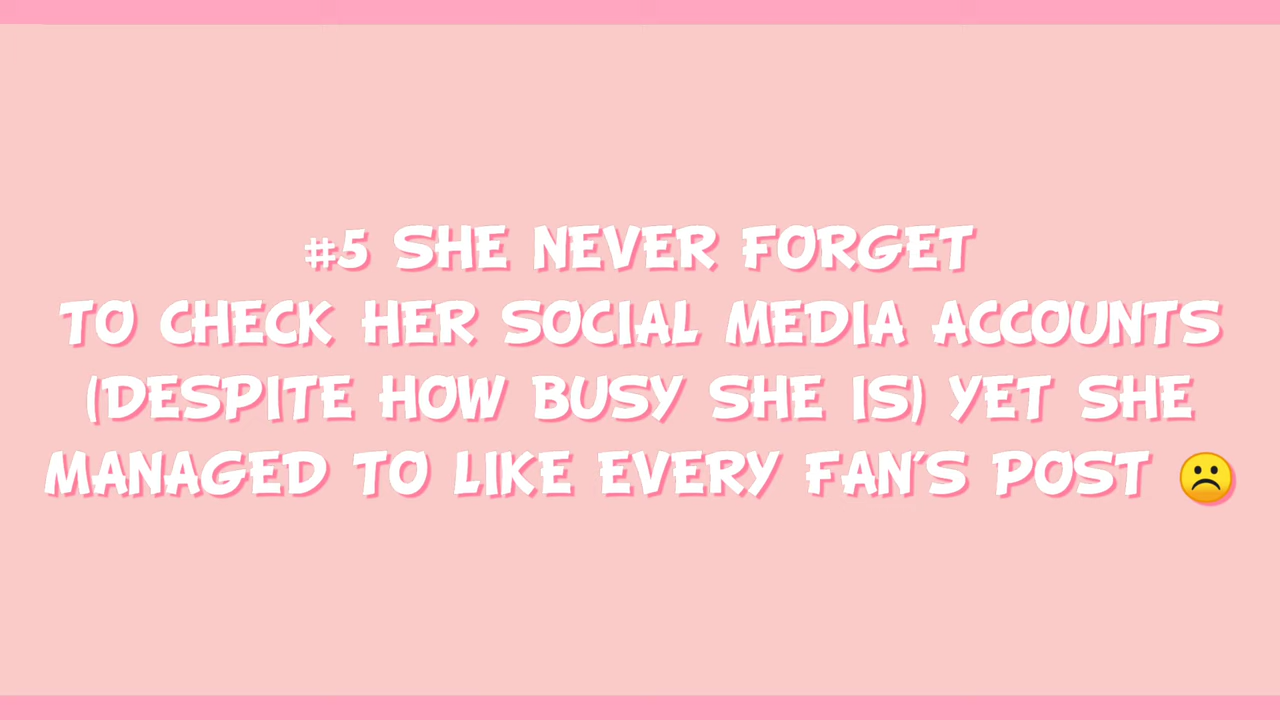 #5 SHE NEVER FORGET
TO CHECK HER SOCIAL MEDIA ACCOUNTS
(DESPITE HOW BUSY SHE IS) YET SHE
MANAGED TO LIKE EVERY FAN'S POST ☹️